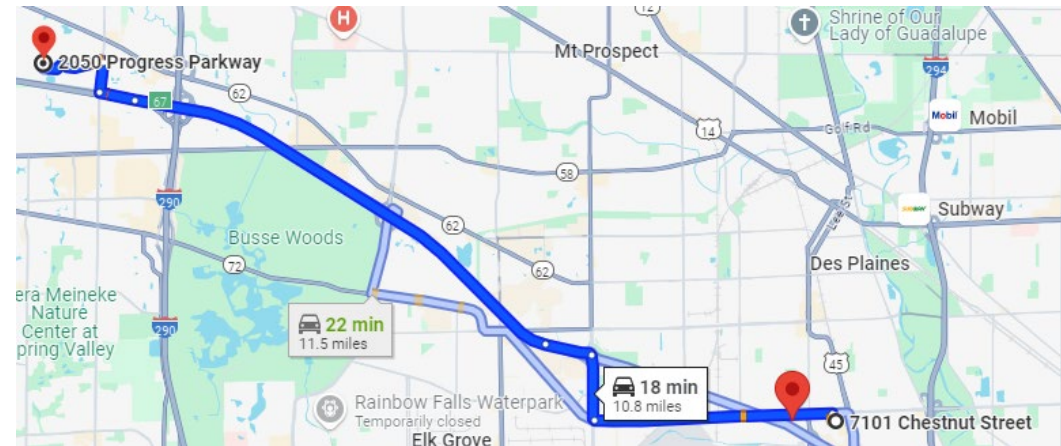 12
H
Shrine of Our
Lady of Guadalupe
Mt Prospect
2050 Progress Parkway
294
62
67
Mobil
Mobil
14
Golf Rd
58
290
Lee St
SUBWAY
Subway
62
Busse Woods
72
62
Des Plaines
era Meineke
Nature
Center at
pring Valley
22 min
11.5 miles
290
45
18 min
10.8 miles
Rainbow Falls Waterpark
Temporarily closed
7101 Chestnut Street
Elk Grove